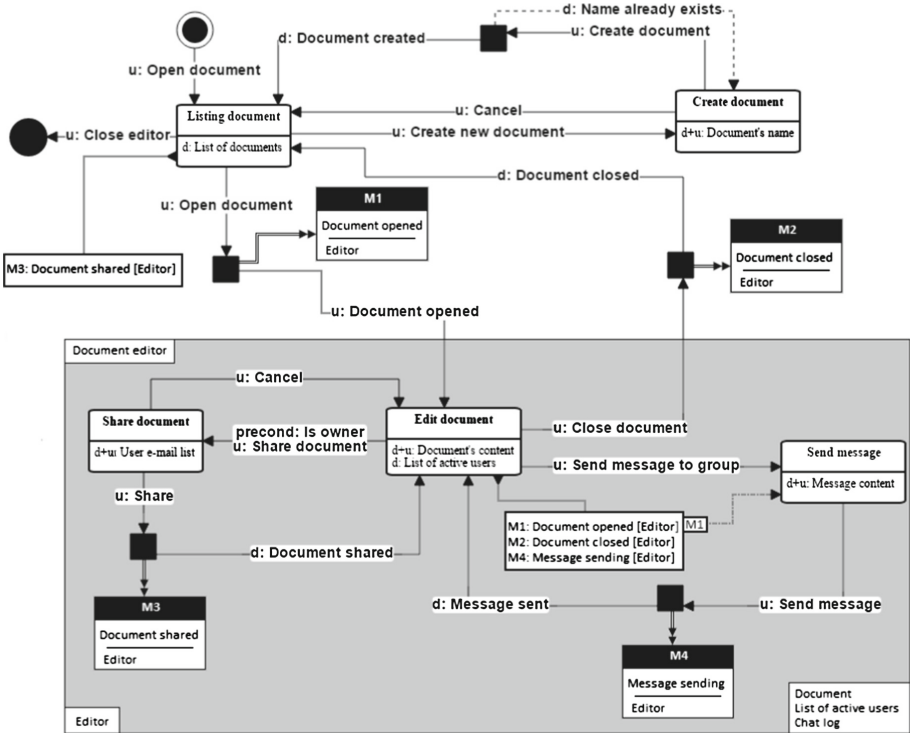 d: Name already exists
d: Document created
u: Create document
u: Open document
Listing document
d: List of documents
u: Cancel
Create document
d+u: Document's name
u: Close editor
u: Create new document
d: Document closed
u: Open document
M1
Document opened
Editor
M2
Document closed
Editor
M3: Document shared [Editor]
u: Document opened
Document editor
u: Cancel
Share document
d+u: User e-mail list
precond: Is owner
u: Share document
Edit document
d+u: Document's content
d: List of active users
u: Close document
u: Send message to group
Send message
d+u: Message content
u: Share
M1: Document opened [Editor]
M2: Document closed [Editor]
M4: Message sending [Editor]
M1
d: Document shared
d: Message sent
u: Send message
M3
Document shared
Editor
M4
Message sending
Editor
Editor
Document
List of active users
Chat log